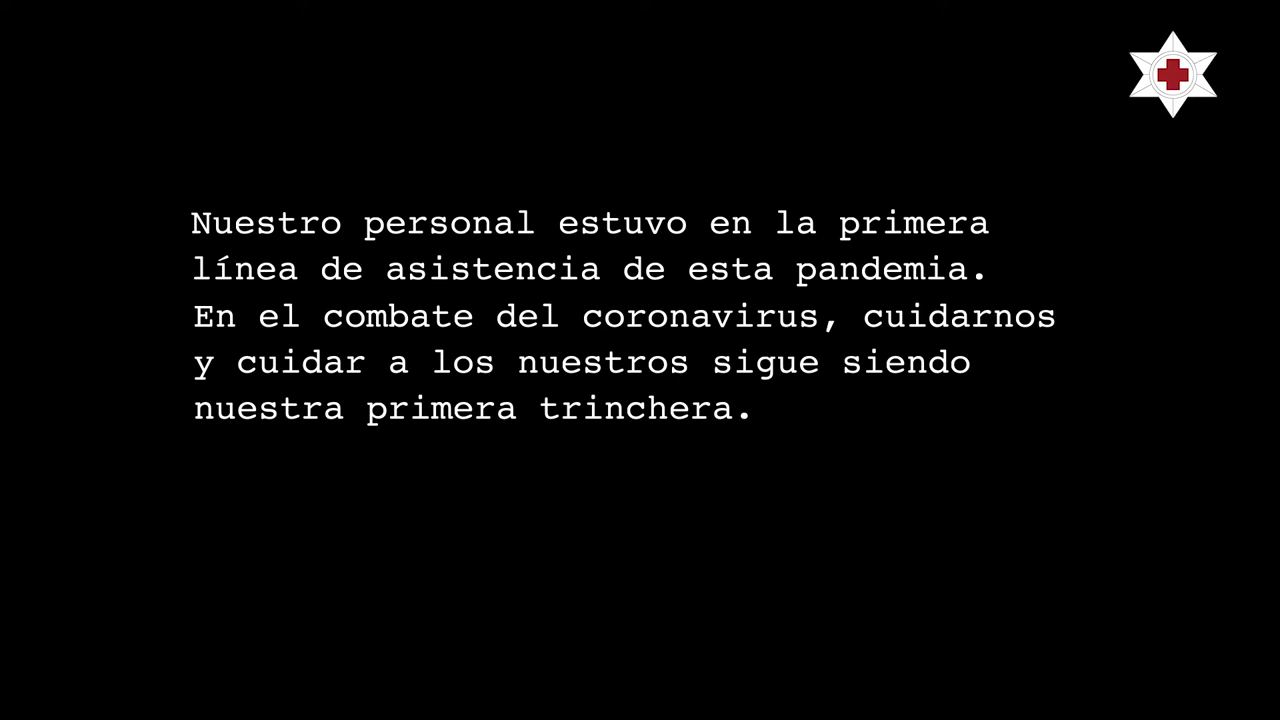 Nuestro personal estuvo en la primera
línea de asistencia de esta pandemia.
En el combate del coronavirus, cuidarnos
y cuidar a los nuestros sigue siendo
nuestra primera trinchera.